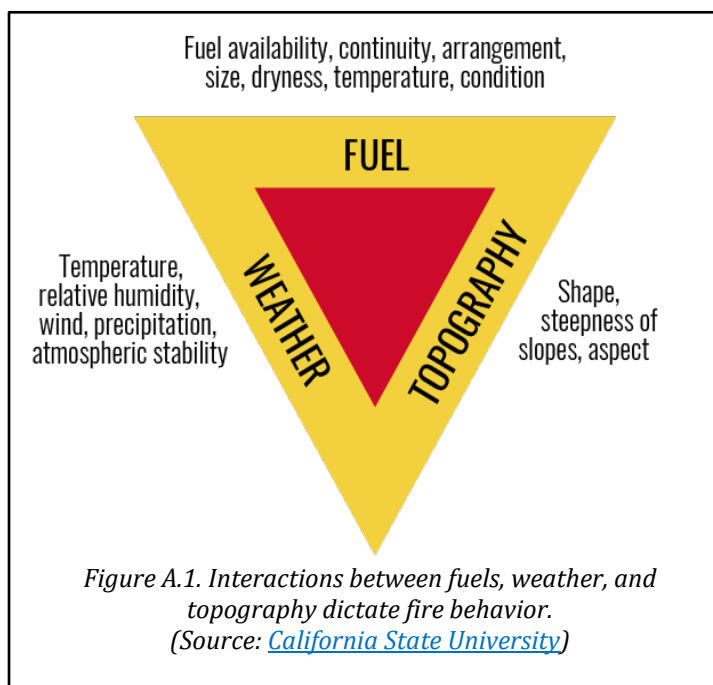 Fuel availability, continuity, arrangement,
size, dryness, temperature, condition
FUEL
WEATHER
TOPOGRAPHY
Temperature,
relative humidity,
wind, precipitation,
atmospheric stability
Shape,
steepness of
slopes, aspect
Figure A.1. Interactions between fuels, weather, and
topography dictate fire behavior.
(Source: California State University)